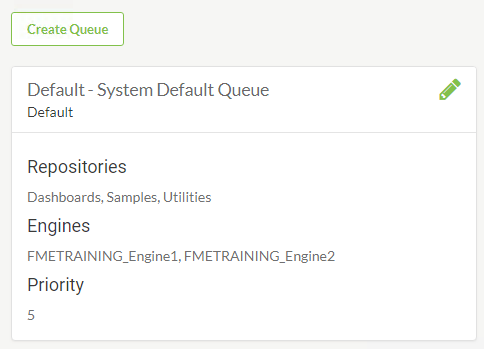 Create Queue
Default - System Default Queue
Default
Repositories
Dashboards, Samples, Utilities
Engines
FMETRAINING_Engine1, FMETRAINING_Engine2
Priority
5